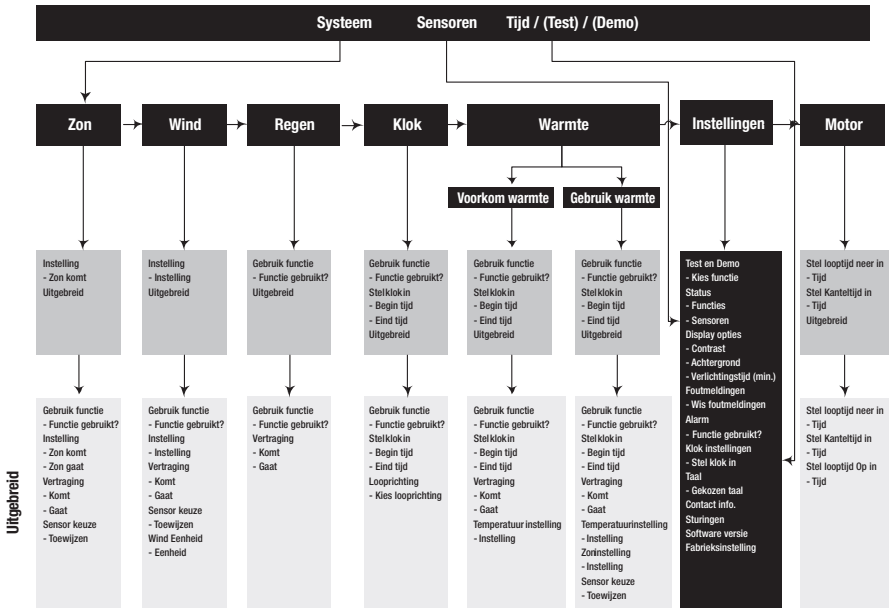 Systeem Sensoren Tijd / (Test) / (Demo)
Zon
Wind
Regen
Klok
Warmte
Instellingen
Motor
Voorkom warmte
Gebruik warmte
Instelling
- Zon komt
Uitgebreid
Instelling
- Instelling
Uitgebreid
Gebruik functie
- Functie gebruikt?
Uitgebreid
Gebruik functie
- Functie gebruikt?
Stel klok in
- Begin tijd
- Eind tijd
Uitgebreid
Gebruik functie
- Functie gebruikt?
Stel klok in
- Begin tijd
- Eind tijd
Uitgebreid
Gebruik functie
- Functie gebruikt?
Stel klok in
- Begin tijd
- Eind tijd
Uitgebreid
Test en Demo
- Kies functie
Status
- Functies
- Sensoren
Display opties
- Contrast
- Achtergrond
- Verlichtingstijd (min.)
Foutmeldingen
- Wis foutmeldingen
Alarm
- Functie gebruikt?
Klok instellingen
- Stel klok in
Taal
- Gekozen taal
Contact info.
Sturingen
Software versie
Fabrieksinstelling
Stel looptijd neer in
- Tijd
Stel Kanteltijd in
- Tijd
Uitgebreid
Uitgebreid
Gebruik functie
- Functie gebruikt?
Instelling
- Zon komt
- Zon gaat
Vertraging
- Komt
- Gaat
Sensor keuze
- Toewijzen
Gebruik functie
- Functie gebruikt?
Instelling
- Instelling
Vertraging
- Komt
- Gaat
Sensor keuze
- Toewijzen
Wind Eenheid
- Eenheid
Gebruik functie
- Functie gebruikt?
Vertraging
- Komt
- Gaat
Gebruik functie
- Functie gebruikt?
Stel klok in
- Begin tijd
- Eind tijd
Looprichting
- Kies looprichting
Gebruik functie
- Functie gebruikt?
Stel klok in
- Begin tijd
- Eind tijd
Vertraging
- Komt
- Gaat
Temperatuur instelling
- Instelling
Gebruik functie
- Functie gebruikt?
Stel klok in
- Begin tijd
- Eind tijd
Vertraging
- Komt
- Gaat
Temperatuurinstelling
- Instelling
Zoninstelling
- Instelling
Sensor keuze
- Toewijzen
Stel looptijd neer in
- Tijd
Stel Kanteltijd in
- Tijd
Stel looptijd Op in
- Tijd